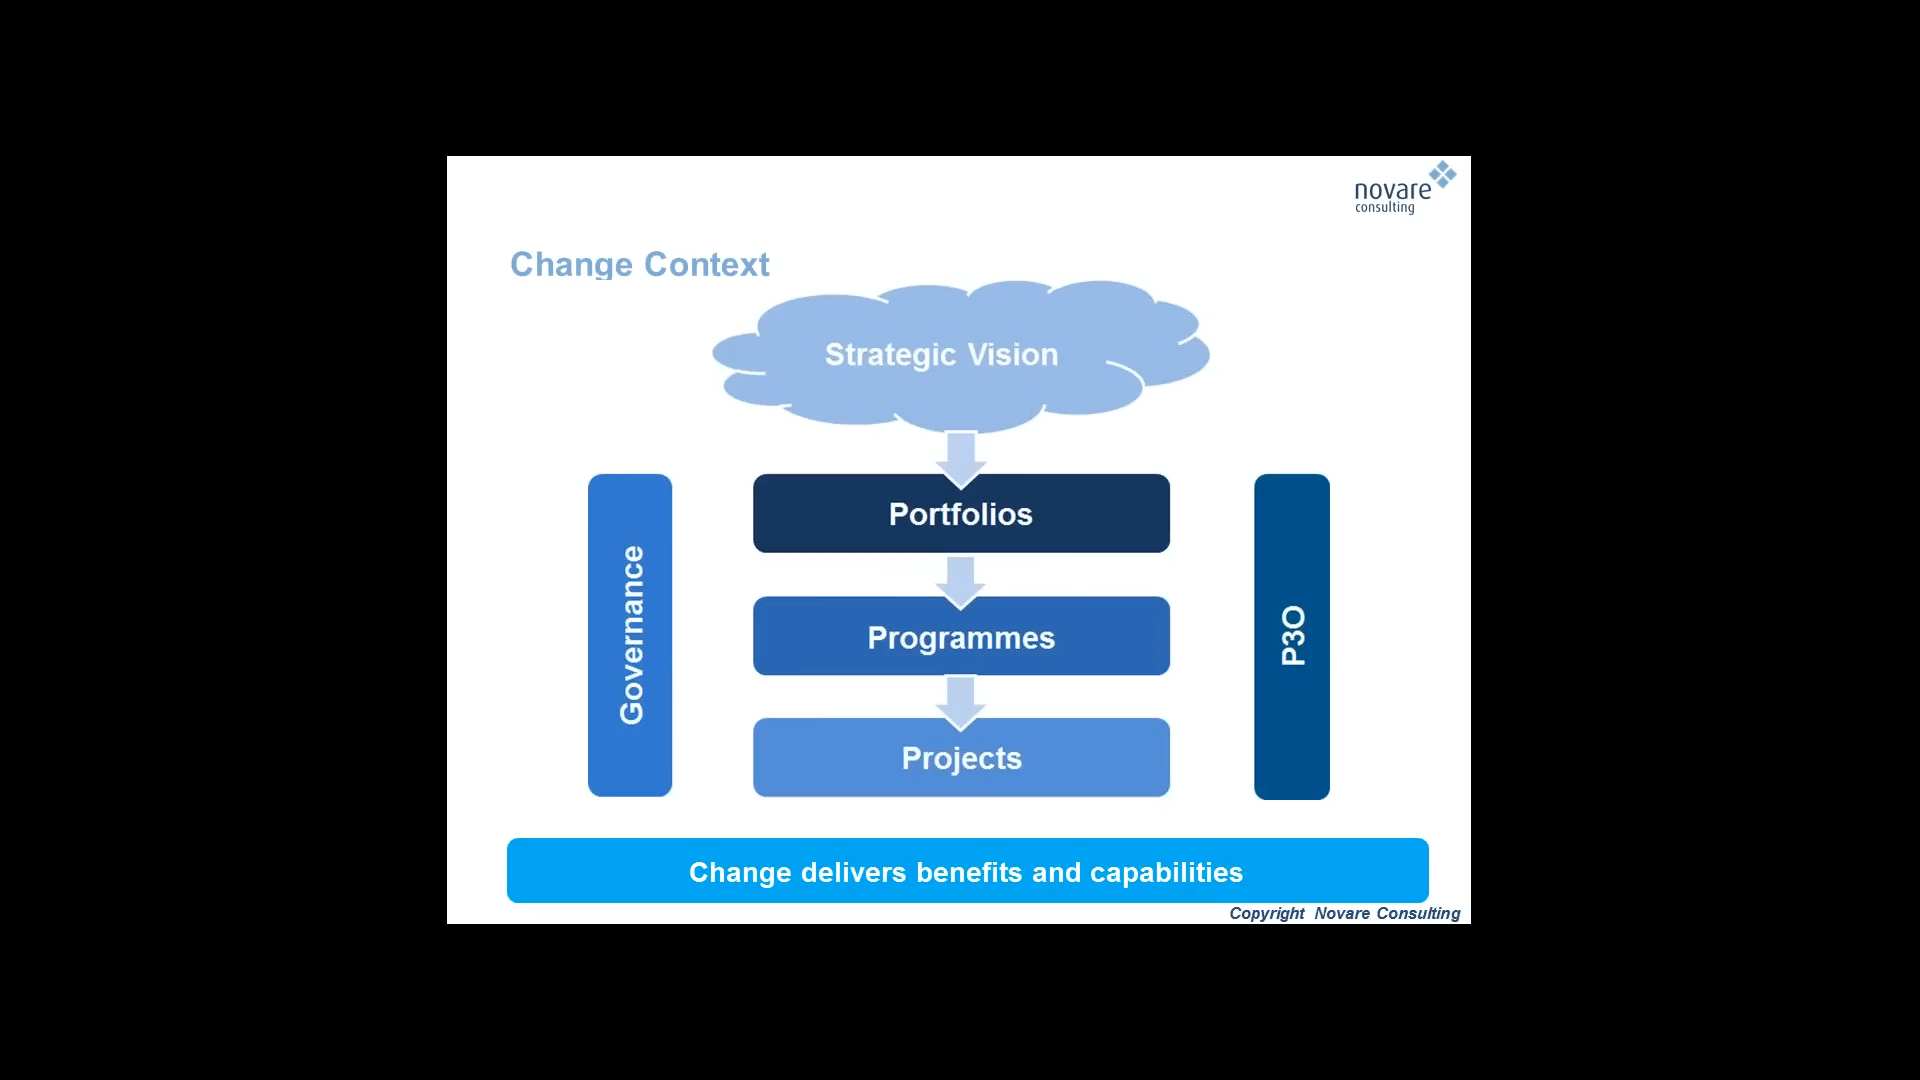 novare
consulting
Change Context
Strategic Vision
Governance
Portfolios
Programmes
Projects
P3O
Change delivers benefits and capabilities
Copyright Novare Consulting